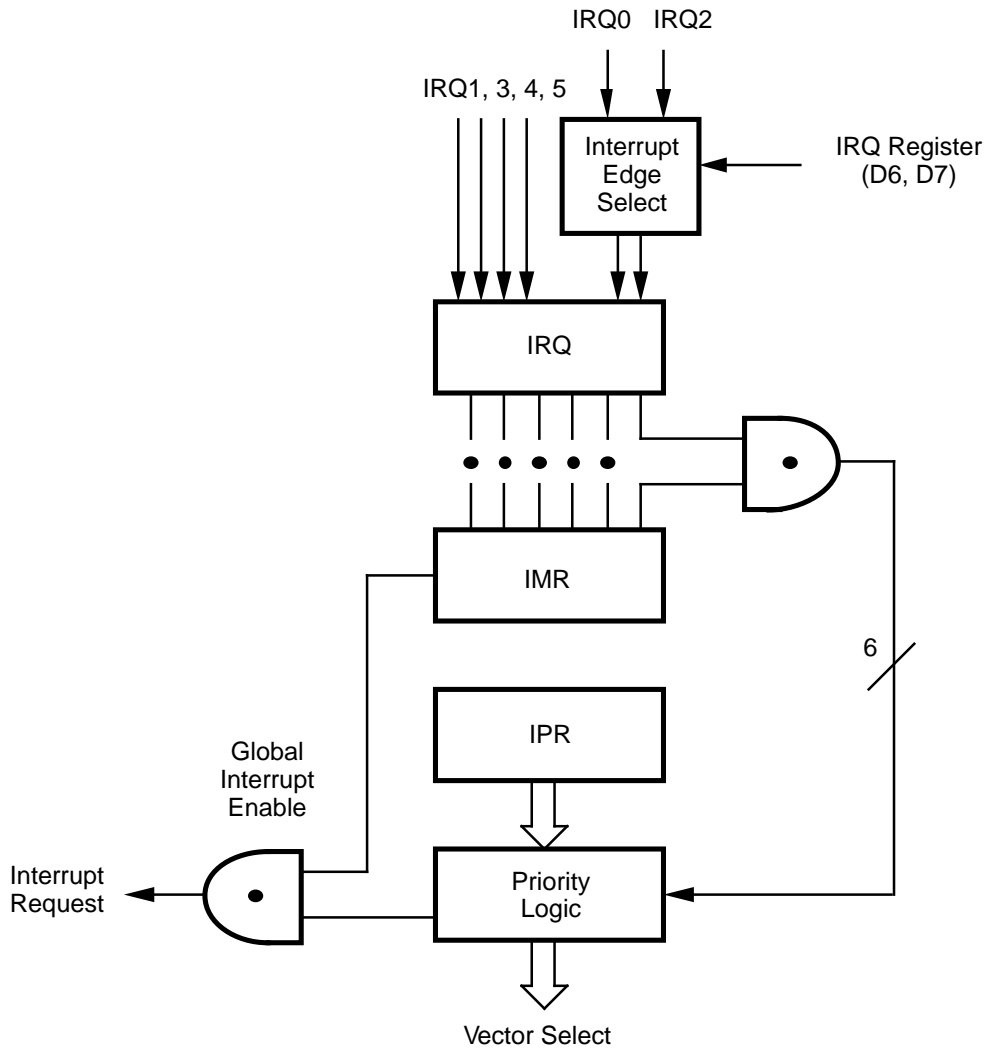 IRQ0 IRQ2
IRQ1, 3, 4, 5
Interrupt
Edge
Select
IRQ Register
(D6, D7)
IRQ
IMR
6
IPR
Global
Interrupt
Enable
Interrupt
Request
Priority
Logic
Vector Select